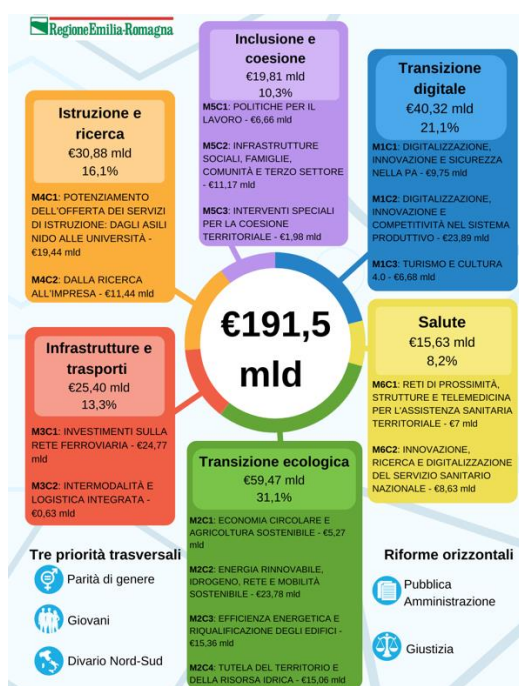 RegioneEmilia-Romagna
Inclusione e
coesione
€19,81 mld
10,3%
M5C1: POLITICHE PER IL
LAVORO - €6,66 mld
M5C2: INFRASTRUTTURE
SOCIALI, FAMIGLIE,
COMUNITÀ E TERZO SETTORE
- €11,17 mld
M5C3: INTERVENTI SPECIALI
PER LA COESIONE
TERRITORIALE - €1,98 mld
Transizione
digitale
€40,32 mld
21,1%
M1C1: DIGITALIZZAZIONE,
INNOVAZIONE E SICUREZZA
NELLA PA - €9,75 mld
M1C2: DIGITALIZZAZIONE,
INNOVAZIONE E
COMPETITIVITÀ NEL SISTEMA
PRODUTTIVO - €23,89 mld
M1C3: TURISMO E CULTURA
4.0 - €6,68 mld
Istruzione e
ricerca
€30,88 mld
16,1%
M4C1: POTENZIAMENTO
DELL'OFFERTA DEI SERVIZI
DI ISTRUZIONE: DAGLI ASILI
NIDO ALLE UNIVERSITÀ -
€19,44 mld
M4C2: DALLA RICERCA
ALL'IMPRESA - €11,44 mld
€191,5
mld
Salute
€15,63 mld
8,2%
M6C1: RETI DI PROSSIMITÀ,
STRUTTURE E TELEMEDICINA
PER L'ASSISTENZA SANITARIA
TERRITORIALE - €7 mld
M6C2: INNOVAZIONE,
RICERCA E DIGITALIZZAZIONE
DEL SERVIZIO SANITARIO
NAZIONALE - €8,63 mld
Infrastrutture e
trasporti
€25,40 mld
13,3%
M3C1: INVESTIMENTI SULLA
RETE FERROVIARIA - €24,77
mld
M3C2: INTERMODALITÀ E
LOGISTICA INTEGRATA -
€0,63 mld
Transizione ecologica
€59,47 mld
31,1%
M2C1: ECONOMIA CIRCOLARE E
AGRICOLTURA SOSTENIBILE - €5,27
mld
M2C2: ENERGIA RINNOVABILE,
IDROGENO, RETE E MOBILITÀ
SOSTENIBILE - €23,78 mld
M2C3: EFFICIENZA ENERGETICA E
RIQUALIFICAZIONE DEGLI EDIFICI -
€15,36 mld
M2C4: TUTELA DEL TERRITORIO E
DELLA RISORSA IDRICA - €15,06 mld
Tre priorità trasversali
Parità di genere
Giovani
Divario Nord-Sud
Riforme orizzontali
Pubblica
Amministrazione
Giustizia